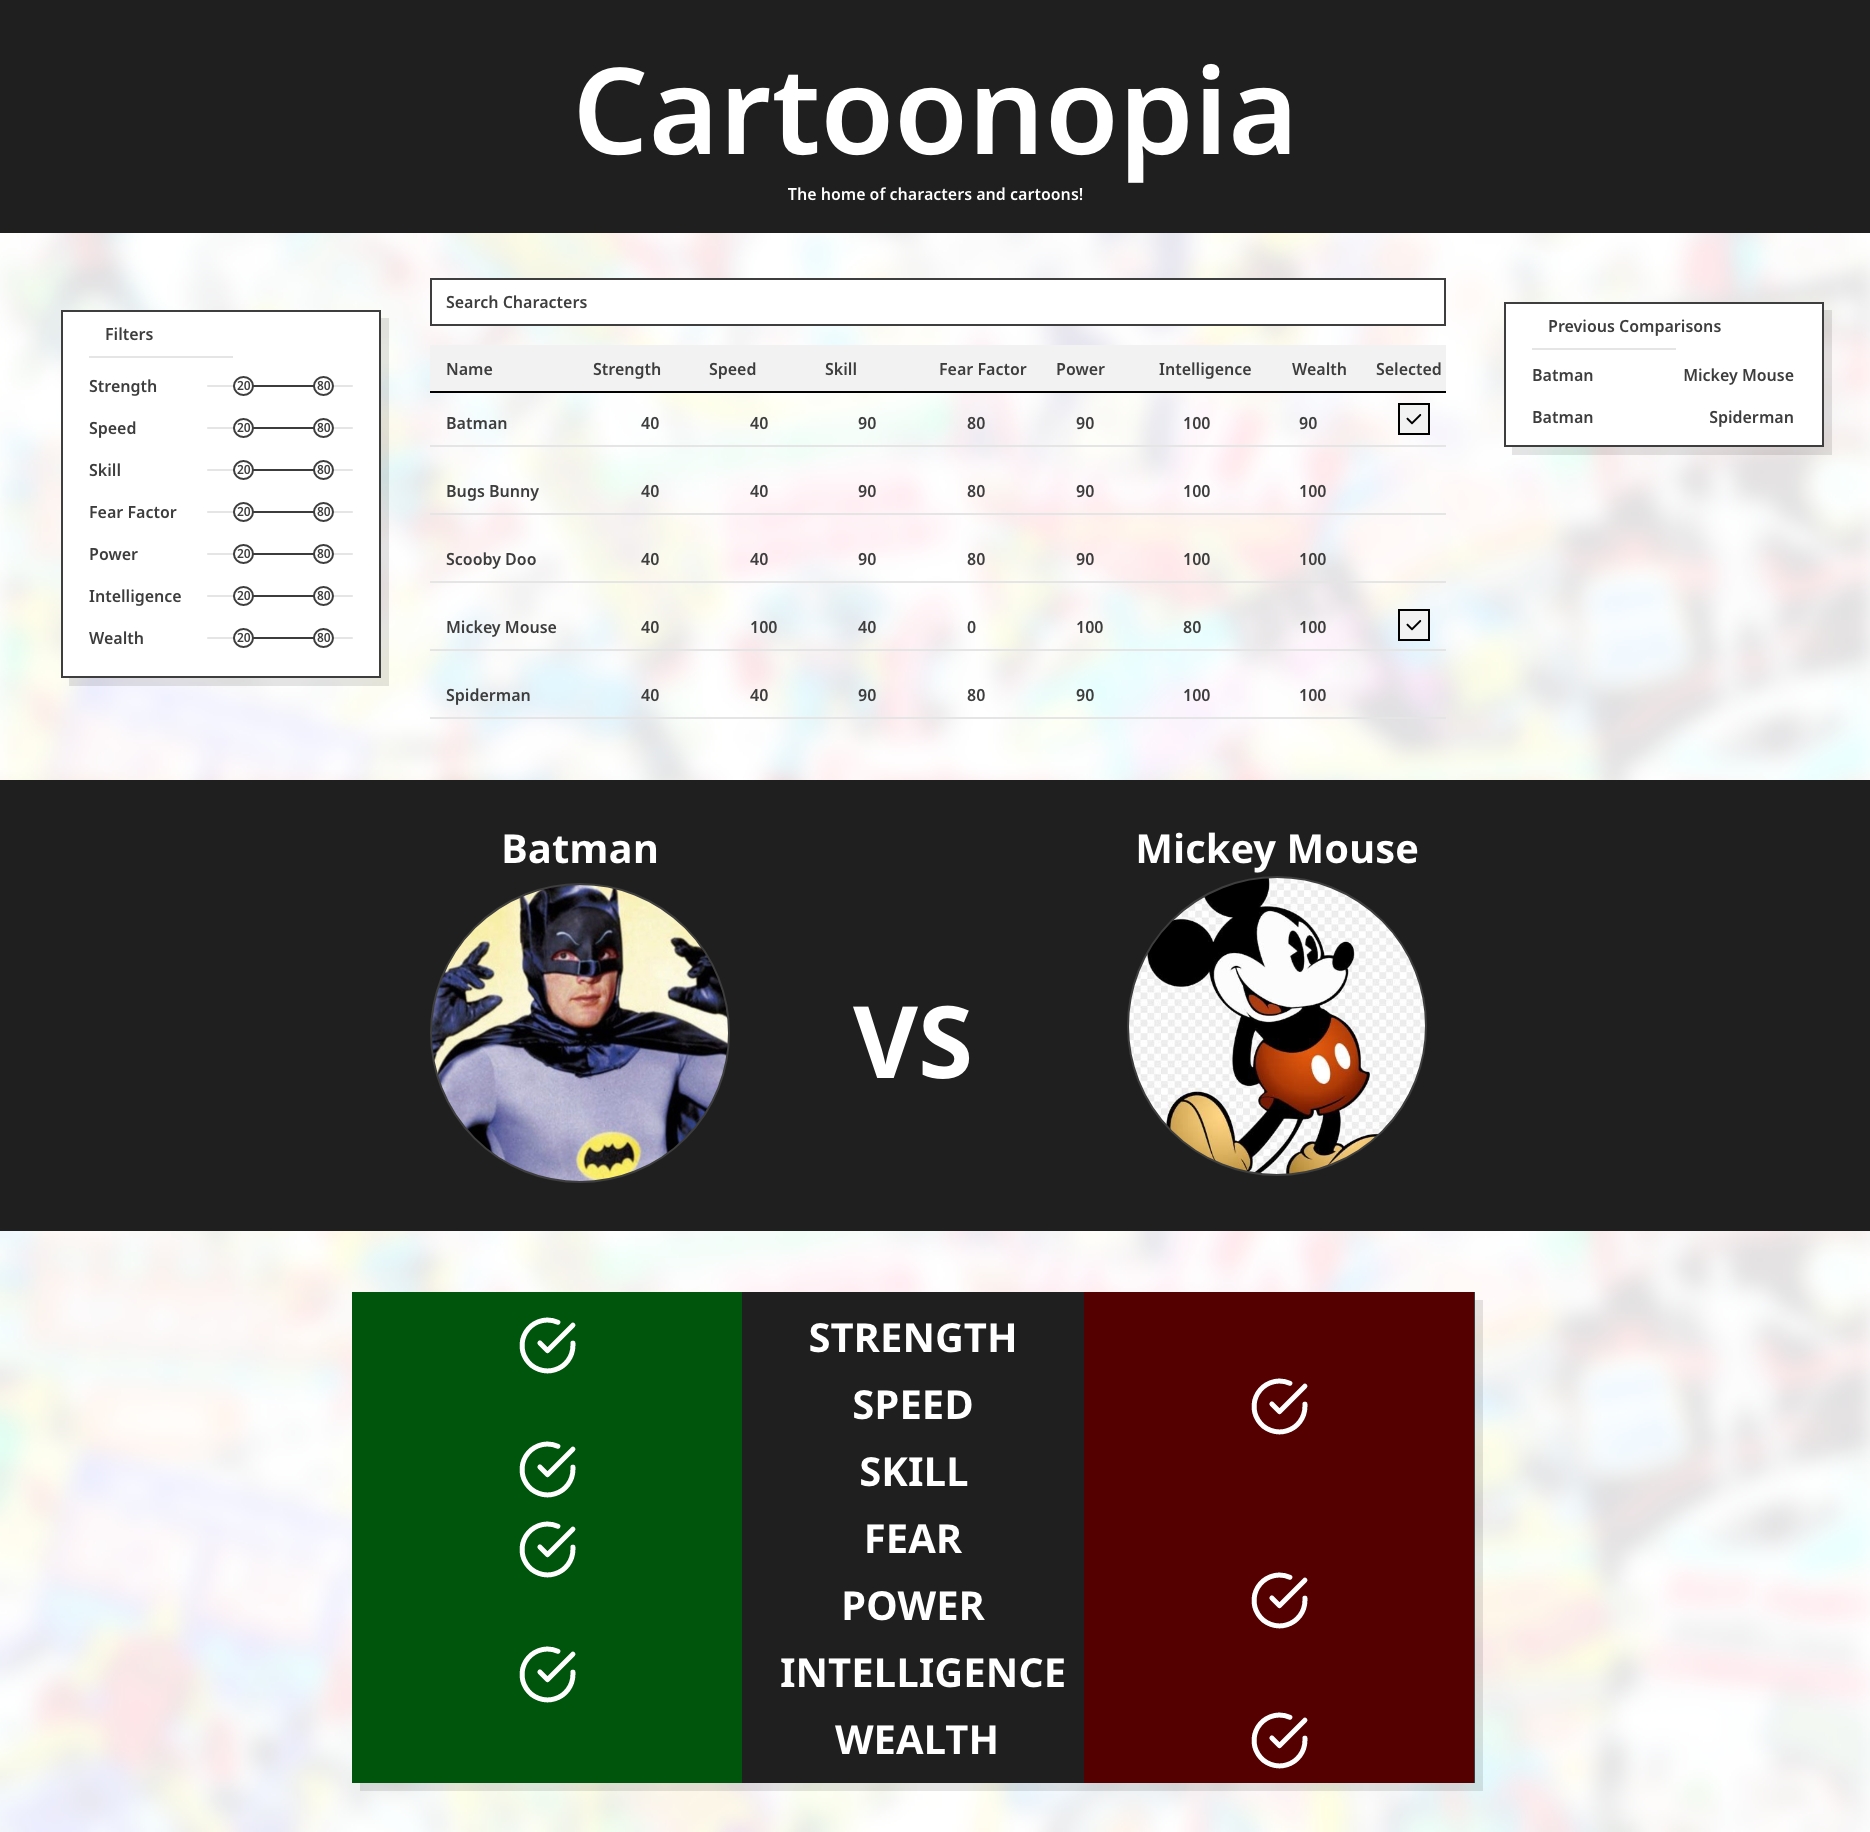 Cartoonopia
The home of characters and cartoons!
Filters
Strength 20 80
Speed 20 80
Skill 20 80
Fear Factor 20 80
Power 20 80
Intelligence 20 80
Wealth 20 80
Search Characters
Name Strength Speed Skill Fear Factor Power Intelligence Wealth Selected
Batman 40 40 90 80 90 100 90
Bugs Bunny 40 40 90 80 90 100 100
Scooby Doo 40 40 90 80 90 100 100
Mickey Mouse 40 100 40 0 100 80 100
Spiderman 40 40 90 80 90 100 100
Previous Comparisons
Batman Mickey Mouse
Batman Spiderman
Batman
VS
Mickey Mouse
STRENGTH
SPEED
SKILL
FEAR
POWER
INTELLIGENCE
WEALTH